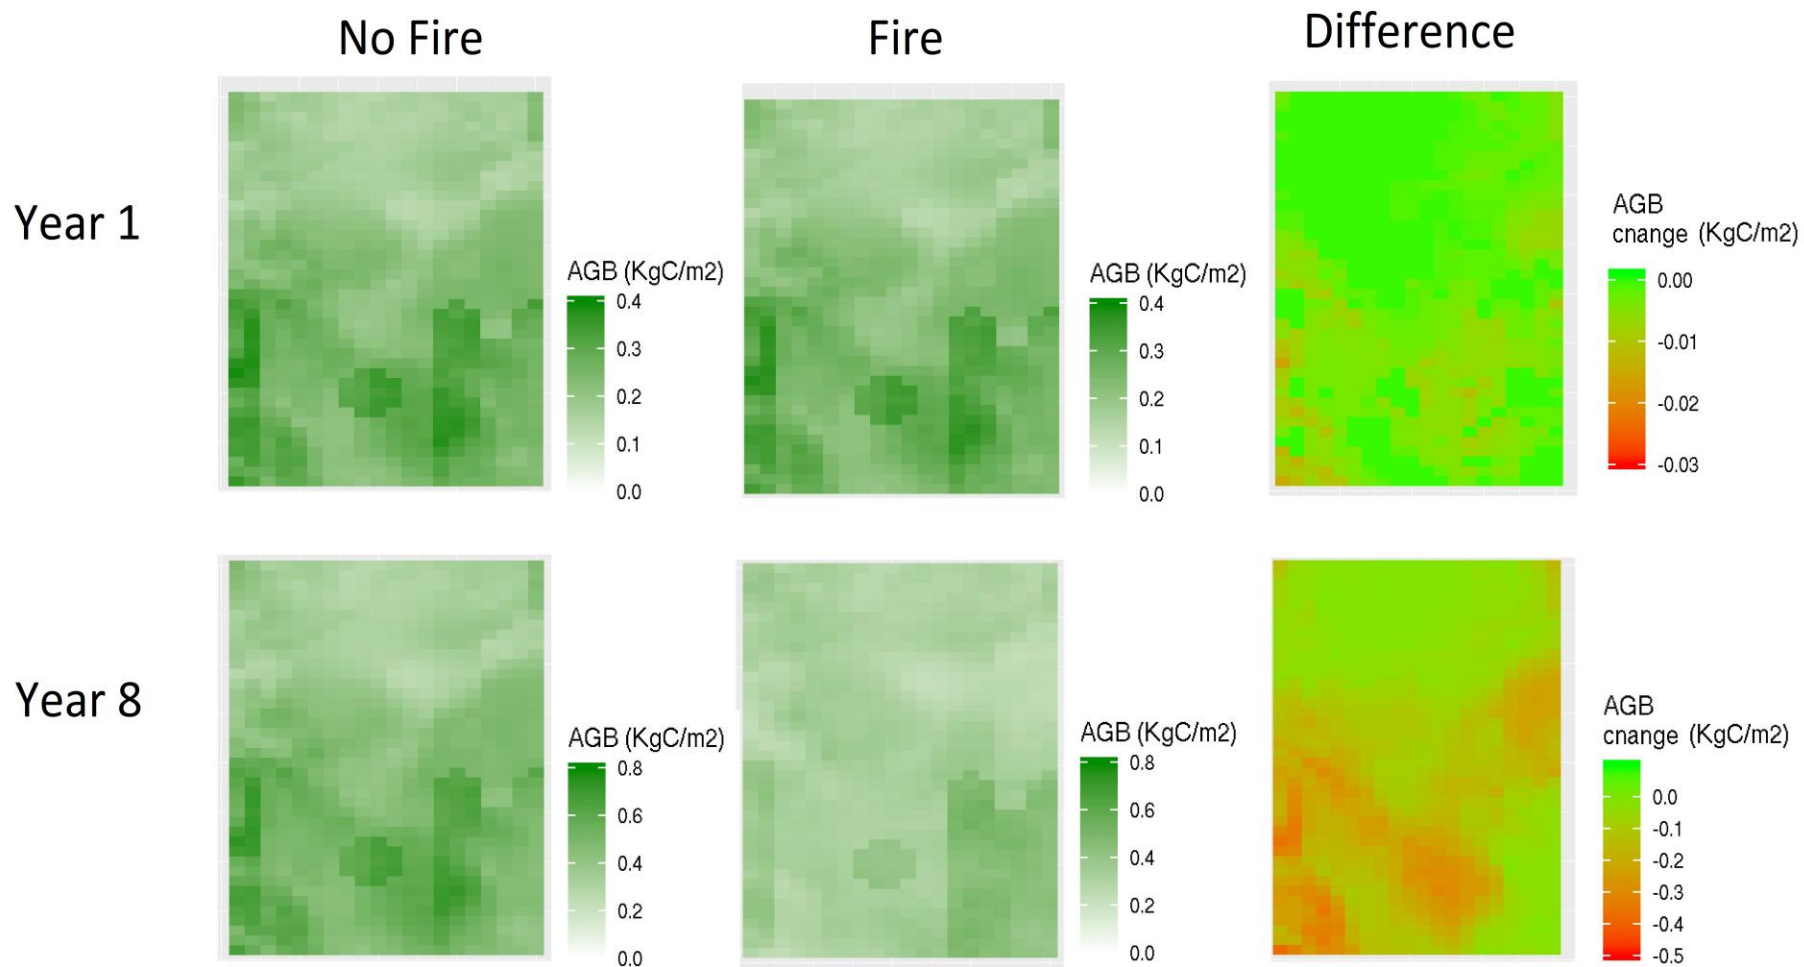 No Fire
Fire
Difference
Year 1
AGB (KgC/m2)
0.4
0.3
0.2
0.1
0.0
AGB (KgC/m2)
0.4
0.3
0.2
0.1
0.0
AGB
cnange (KgC/m2)
0.00
-0.01
-0.02
-0.03
Year 8
AGB (KgC/m2)
0.8
0.6
0.4
0.2
0.0
AGB (KgC/m2)
0.8
0.6
0.4
0.2
0.0
AGB
cnange (KgC/m2)
0.0
-0.1
-0.2
-0.3
-0.4
-0.5